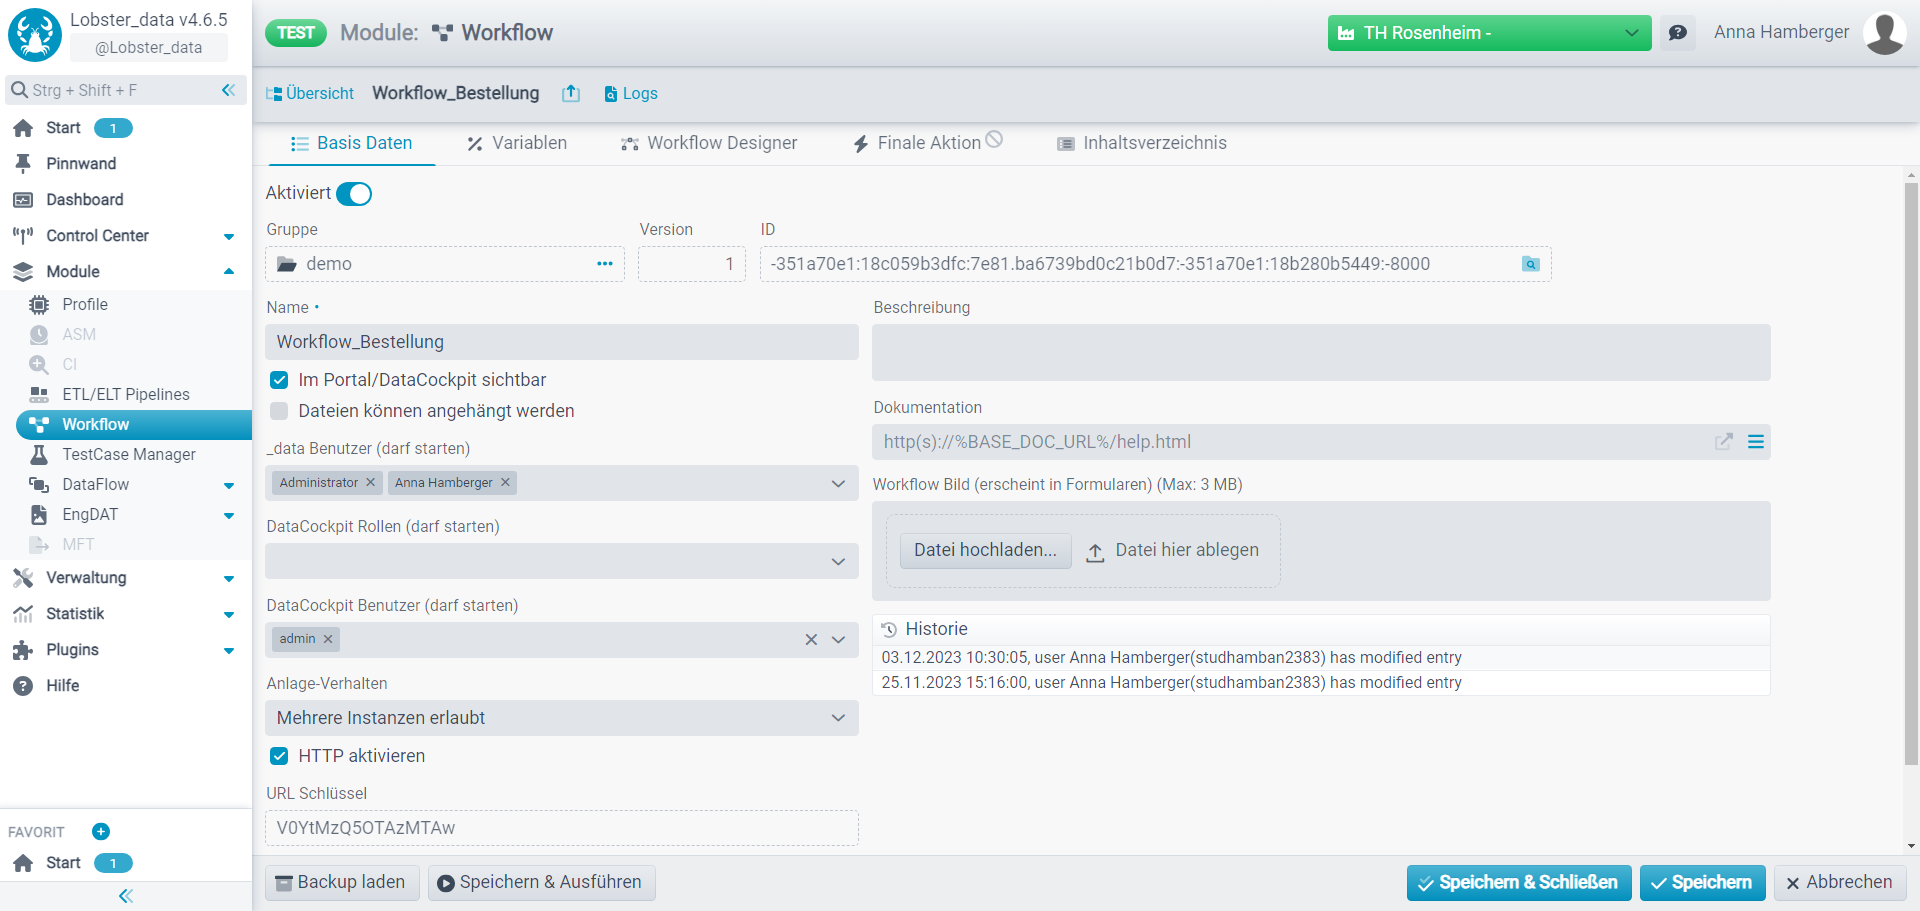 Lobster_data v4.6.5
@Lobster_data
Strg + Shift + F
Start 1
Pinnwand
Dashboard
Control Center
Module
Profile
ASM
CI
ETL/ELT Pipelines
Workflow
TestCase Manager
DataFlow
EngDAT
MFT
Verwaltung
Statistik
Plugins
Hilfe
FAVORIT
Start 1
TEST Module: Workflow
TH Rosenheim -
Anna Hamberger
Übersicht Workflow_Bestellung Logs
Basis Daten Variablen Workflow Designer Finale Aktion Inhaltsverzeichnis
Aktiviert
Gruppe Version ID
demo 1 -351a70e1:18c059b3dfc:7e81.ba6739bd0c21b0d7:-351a70e1:18b280b5449:-8000
Name
Workflow_Bestellung
Im Portal/DataCockpit sichtbar
Dateien können angehängt werden
_data Benutzer (darf starten)
Administrator Anna Hamberger
DataCockpit Rollen (darf starten)
DataCockpit Benutzer (darf starten)
admin
Anlage-Verhalten
Mehrere Instanzen erlaubt
HTTP aktivieren
URL Schlüssel
V0YtMzQ5OTAzMTAw
Beschreibung
Dokumentation
http(s)://%BASE_DOC_URL%/help.html
Workflow Bild (erscheint in Formularen) (Max: 3 MB)
Datei hochladen... Datei hier ablegen
Historie
03.12.2023 10:30:05, user Anna Hamberger(studhamban2383) has modified entry
25.11.2023 15:16:00, user Anna Hamberger(studhamban2383) has modified entry
Backup laden Speichern & Ausführen Speichern & Schließen Speichern Abbrechen